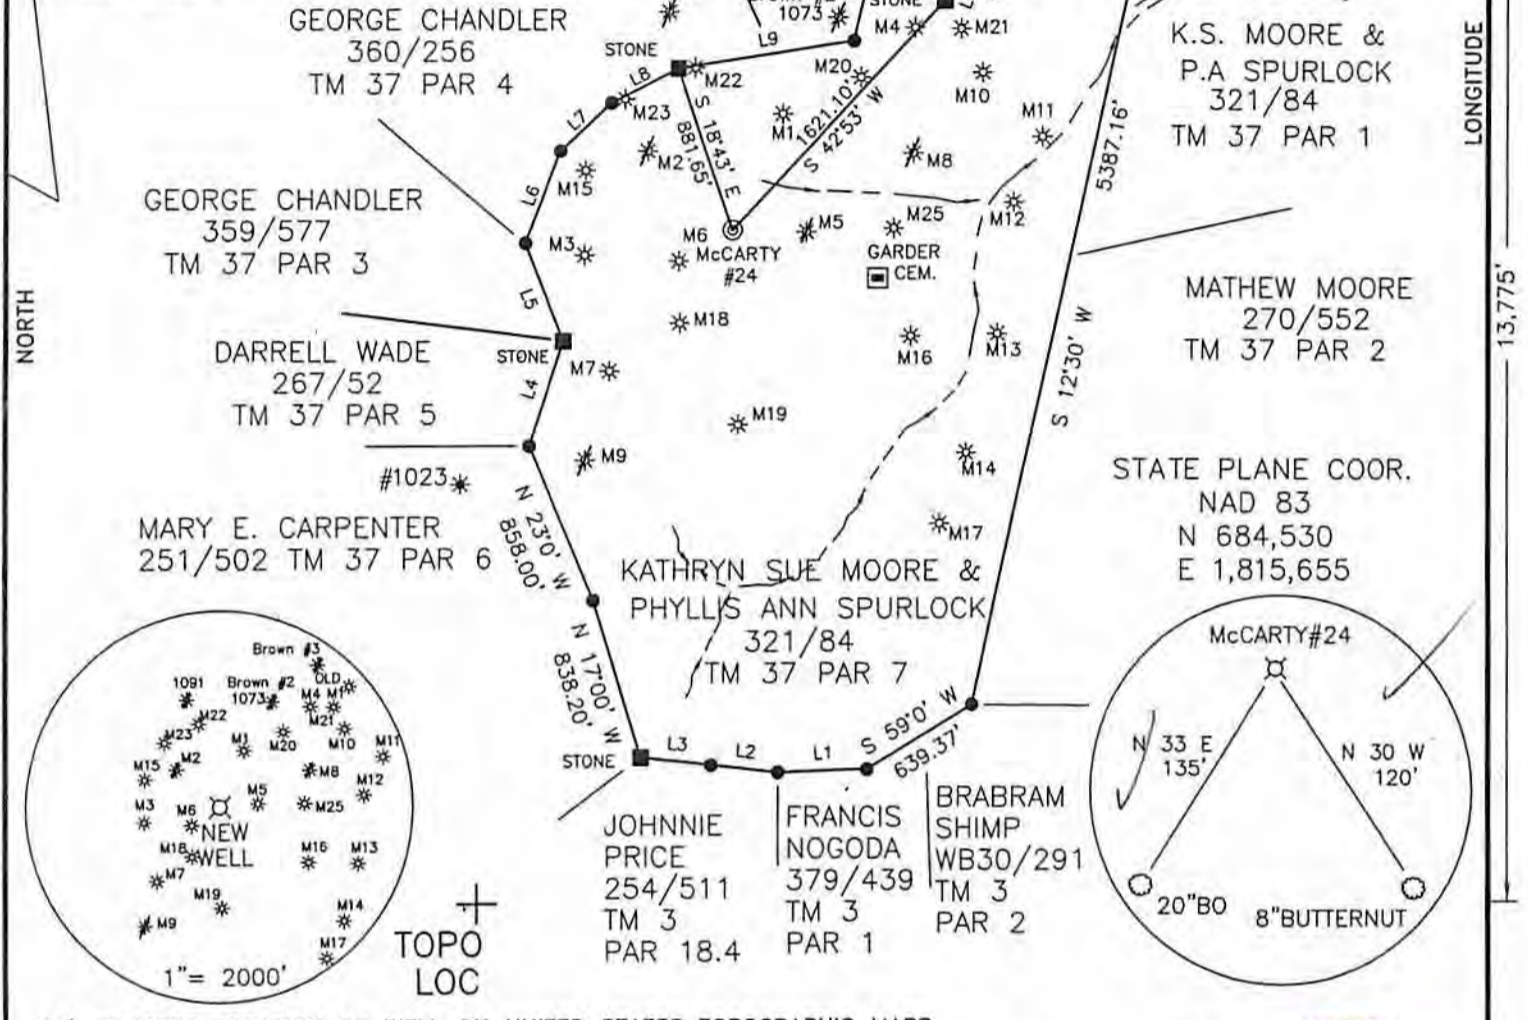 GEORGE CHANDLER
360/256
TM 37 PAR 4
GEORGE CHANDLER
359/577
TM 37 PAR 3
DARRELL WADE
267/52
TM 37 PAR 5
#1023
MARY E. CARPENTER
251/502 TM 37 PAR 6
NORTH
STONE
1073
STONE
L9
L8
L7
L6
L5
L4
STONE
M4
M21
M22
M20
M23
M10
M1
M11
M2
M8
M15
M12
M25
M5
M3
M6
McCARTY
#24
GARDER
CEM.
M18
M7
M16
M13
M19
M9
M14
M17
S 18°43' E
881.65'
1621.10'
S 42°53' W
5387.16'
S 12°30' W
N 23°0' W
858.00'
N 17°00' W
838.20'
S 59°0' W
639.37'
STONE
L3
L2
L1
KATHRYN SUE MOORE &
PHYLLIS ANN SPURLOCK
321/84
TM 37 PAR 7
K.S. MOORE &
P.A SPURLOCK
321/84
TM 37 PAR 1
MATHEW MOORE
270/552
TM 37 PAR 2
LONGITUDE
13,775'
STATE PLANE COOR.
NAD 83
N 684,530
E 1,815,655
McCARTY#24
N 33 E
135'
N 30 W
120'
20"BO
8"BUTTERNUT
JOHNNIE
PRICE
254/511
TM 3
PAR 18.4
FRANCIS
NOGODA
379/439
TM 3
PAR 1
BRABRAM
SHIMP
WB30/291
TM 3
PAR 2
Brown #3
OLD
1091
Brown #2
1073
M4
M1
M22
M21
M23
M1
M20
M10
M11
M2
M15
M8
M12
M5
M25
M3
M6
NEW
WELL
M18
M16
M13
M7
M19
M14
M9
M17
1"= 2000'
TOPO
LOC